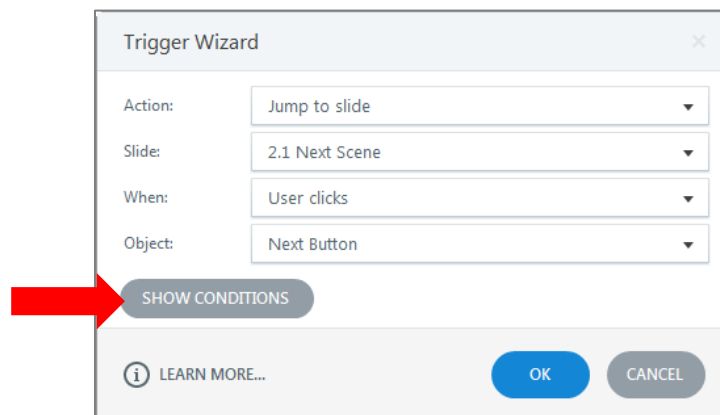 Trigger Wizard
Action: Jump to slide
Slide: 2.1 Next Scene
When: User clicks
Object: Next Button
SHOW CONDITIONS
LEARN MORE... OK CANCEL